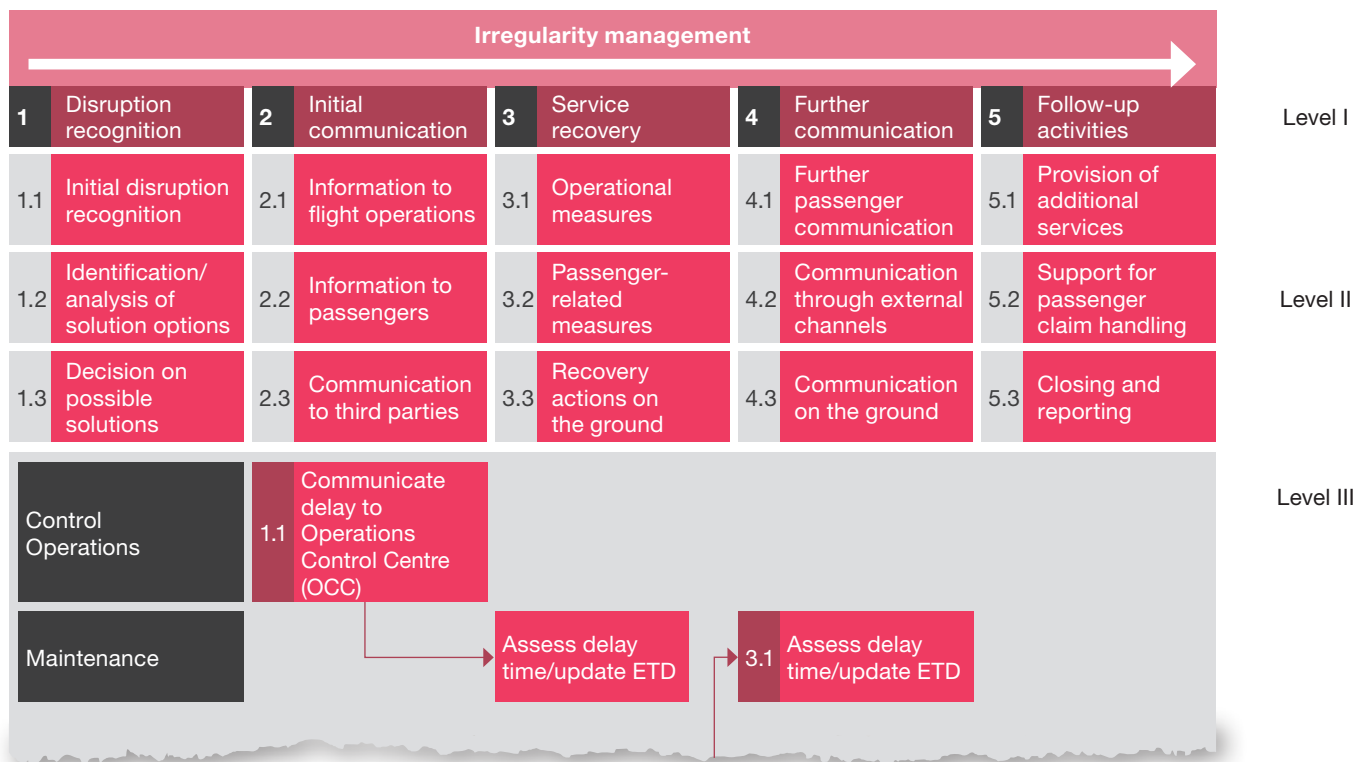 Irregularity management
1
Disruption
recognition
2
Initial
communication
3
Service
recovery
4
Further
communication
5
Follow-up
activities
Level I
1.1
Initial disruption
recognition
2.1
Information to
flight operations
3.1
Operational
measures
4.1
Further
passenger
communication
5.1
Provision of
additional
services
1.2
Identification/
analysis of
solution options
2.2
Information to
passengers
3.2
Passenger-
related
measures
4.2
Communication
through external
channels
5.2
Support for
passenger
claim handling
Level II
1.3
Decision on
possible
solutions
2.3
Communication
to third parties
3.3
Recovery
actions on
the ground
4.3
Communication
on the ground
5.3
Closing and
reporting
Control
Operations
1.1
Communicate
delay to
Operations
Control Centre
(OCC)
Level III
Maintenance
Assess delay
time/update ETD
3.1
Assess delay
time/update ETD